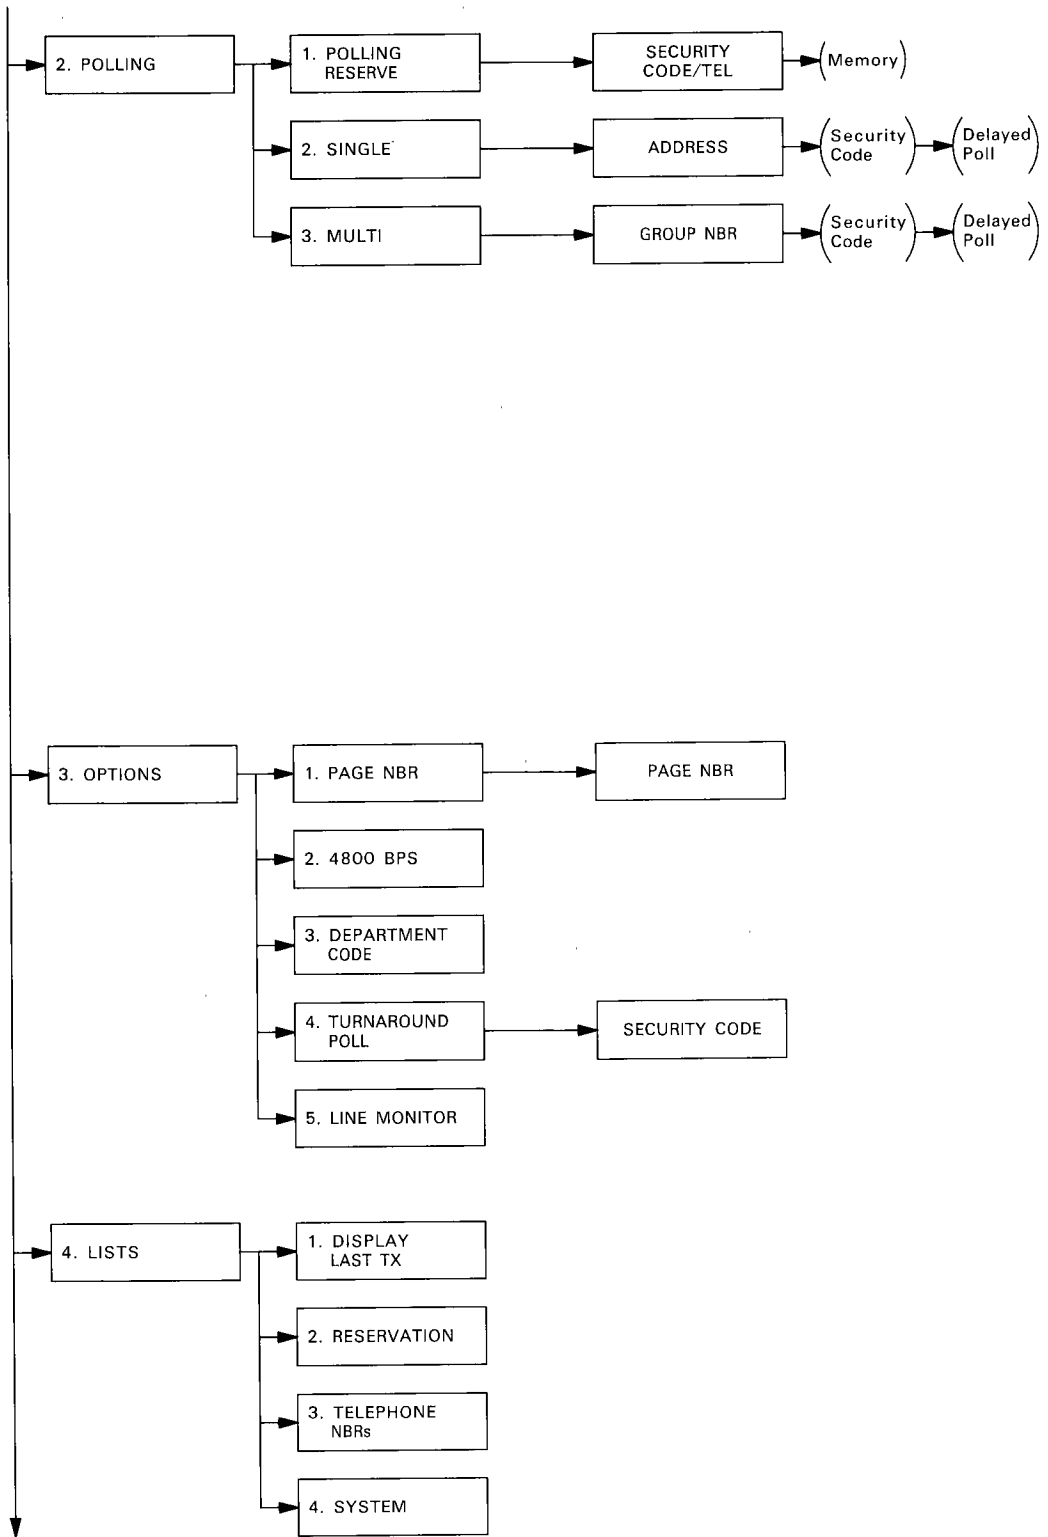 2. POLLING
1. POLLING
RESERVE
SECURITY
CODE/TEL
(Memory)
2. SINGLE
ADDRESS
(Security
Code)
(Delayed
Poll)
3. MULTI
GROUP NBR
(Security
Code)
(Delayed
Poll)
3. OPTIONS
1. PAGE NBR
PAGE NBR
2. 4800 BPS
3. DEPARTMENT
CODE
4. TURNAROUND
POLL
SECURITY CODE
5. LINE MONITOR
4. LISTS
1. DISPLAY
LAST TX
2. RESERVATION
3. TELEPHONE
NBRs
4. SYSTEM